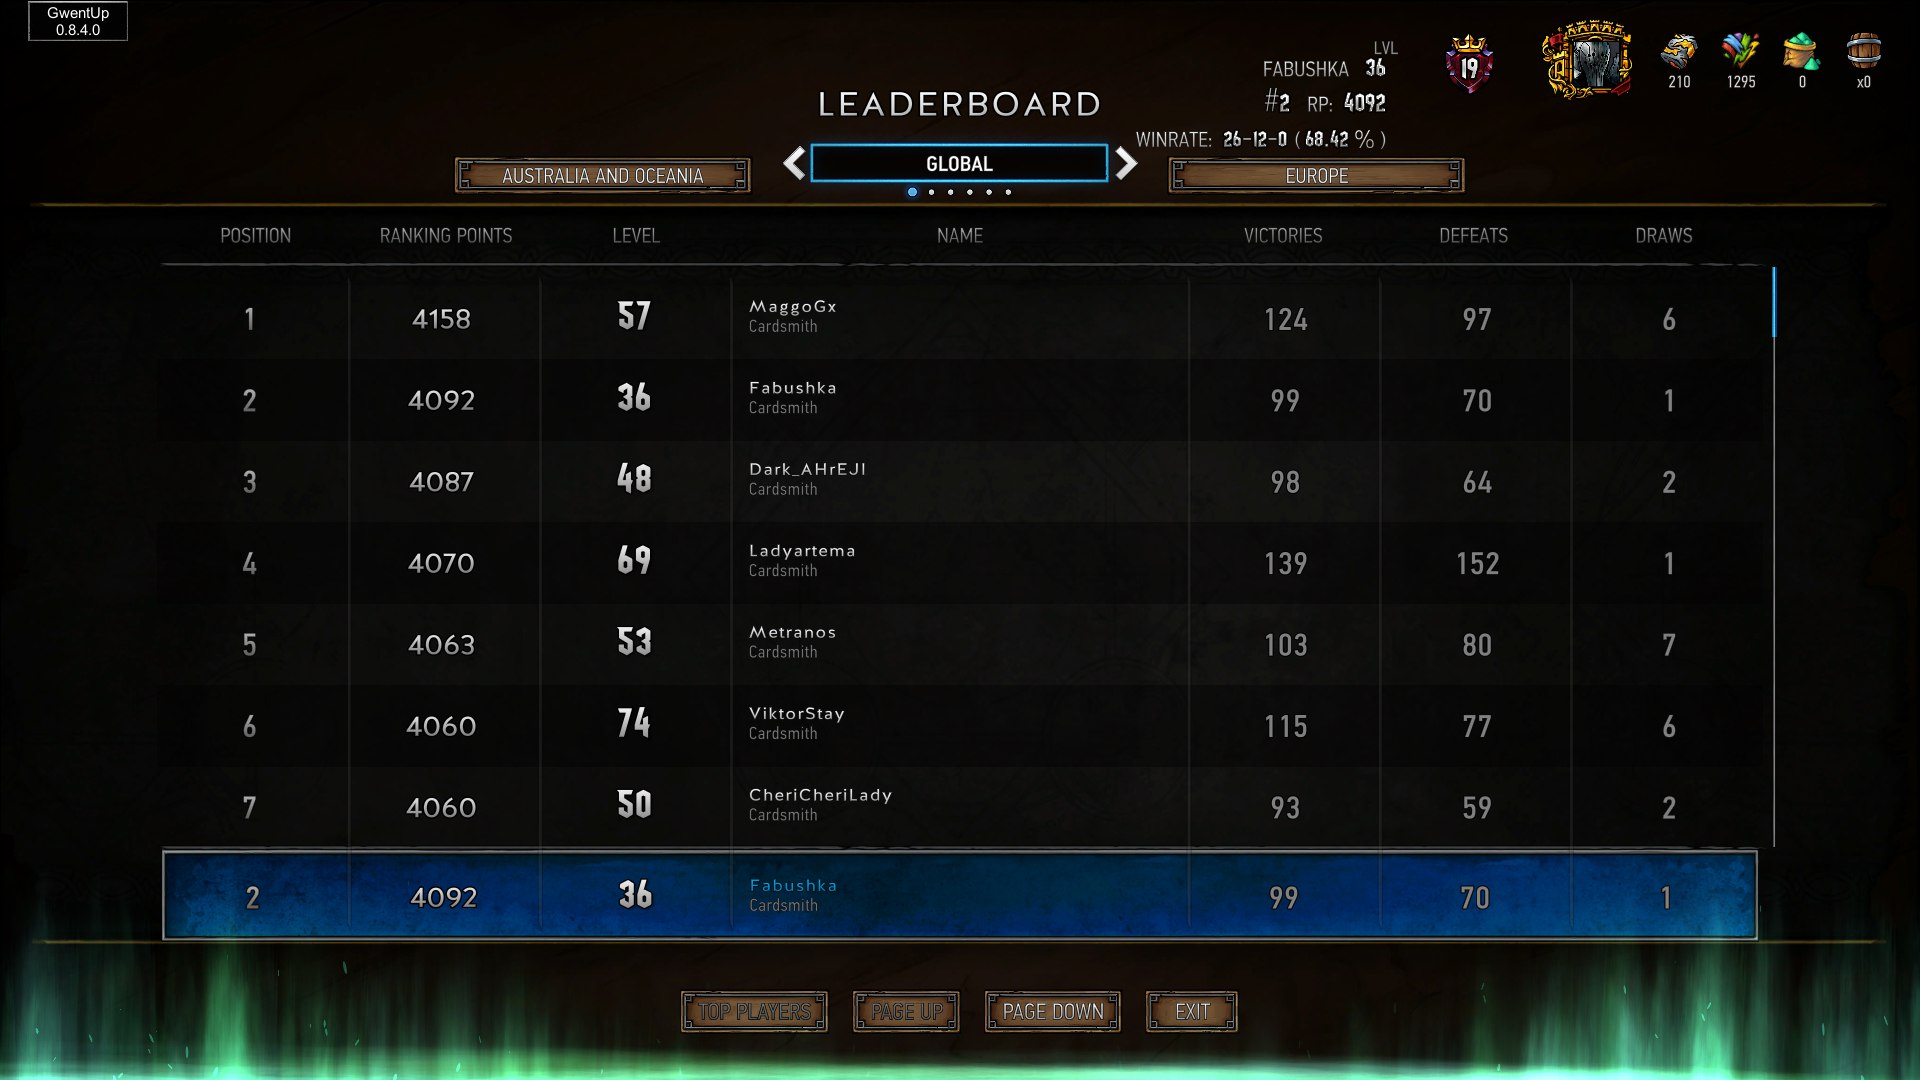 GwentUp
0.8.4.0
LVL
FABUSHKA 36
#2 RP: 4092
WINRATE: 26-12-0 ( 68.42 % )
19
210
1295
0
x0
LEADERBOARD
AUSTRALIA AND OCEANIA
GLOBAL
EUROPE
POSITION RANKING POINTS LEVEL NAME VICTORIES DEFEATS DRAWS
1 4158 57 MaggoGx 124 97 6
Cardsmith
2 4092 36 Fabushka 99 70 1
Cardsmith
3 4087 48 Dark_AHrEJI 98 64 2
Cardsmith
4 4070 69 Ladyartema 139 152 1
Cardsmith
5 4063 53 Metranos 103 80 7
Cardsmith
6 4060 74 ViktorStay 115 77 6
Cardsmith
7 4060 50 CheriCheriLady 93 59 2
Cardsmith
2 4092 36 Fabushka 99 70 1
Cardsmith
TOP PLAYERS PAGE UP PAGE DOWN EXIT